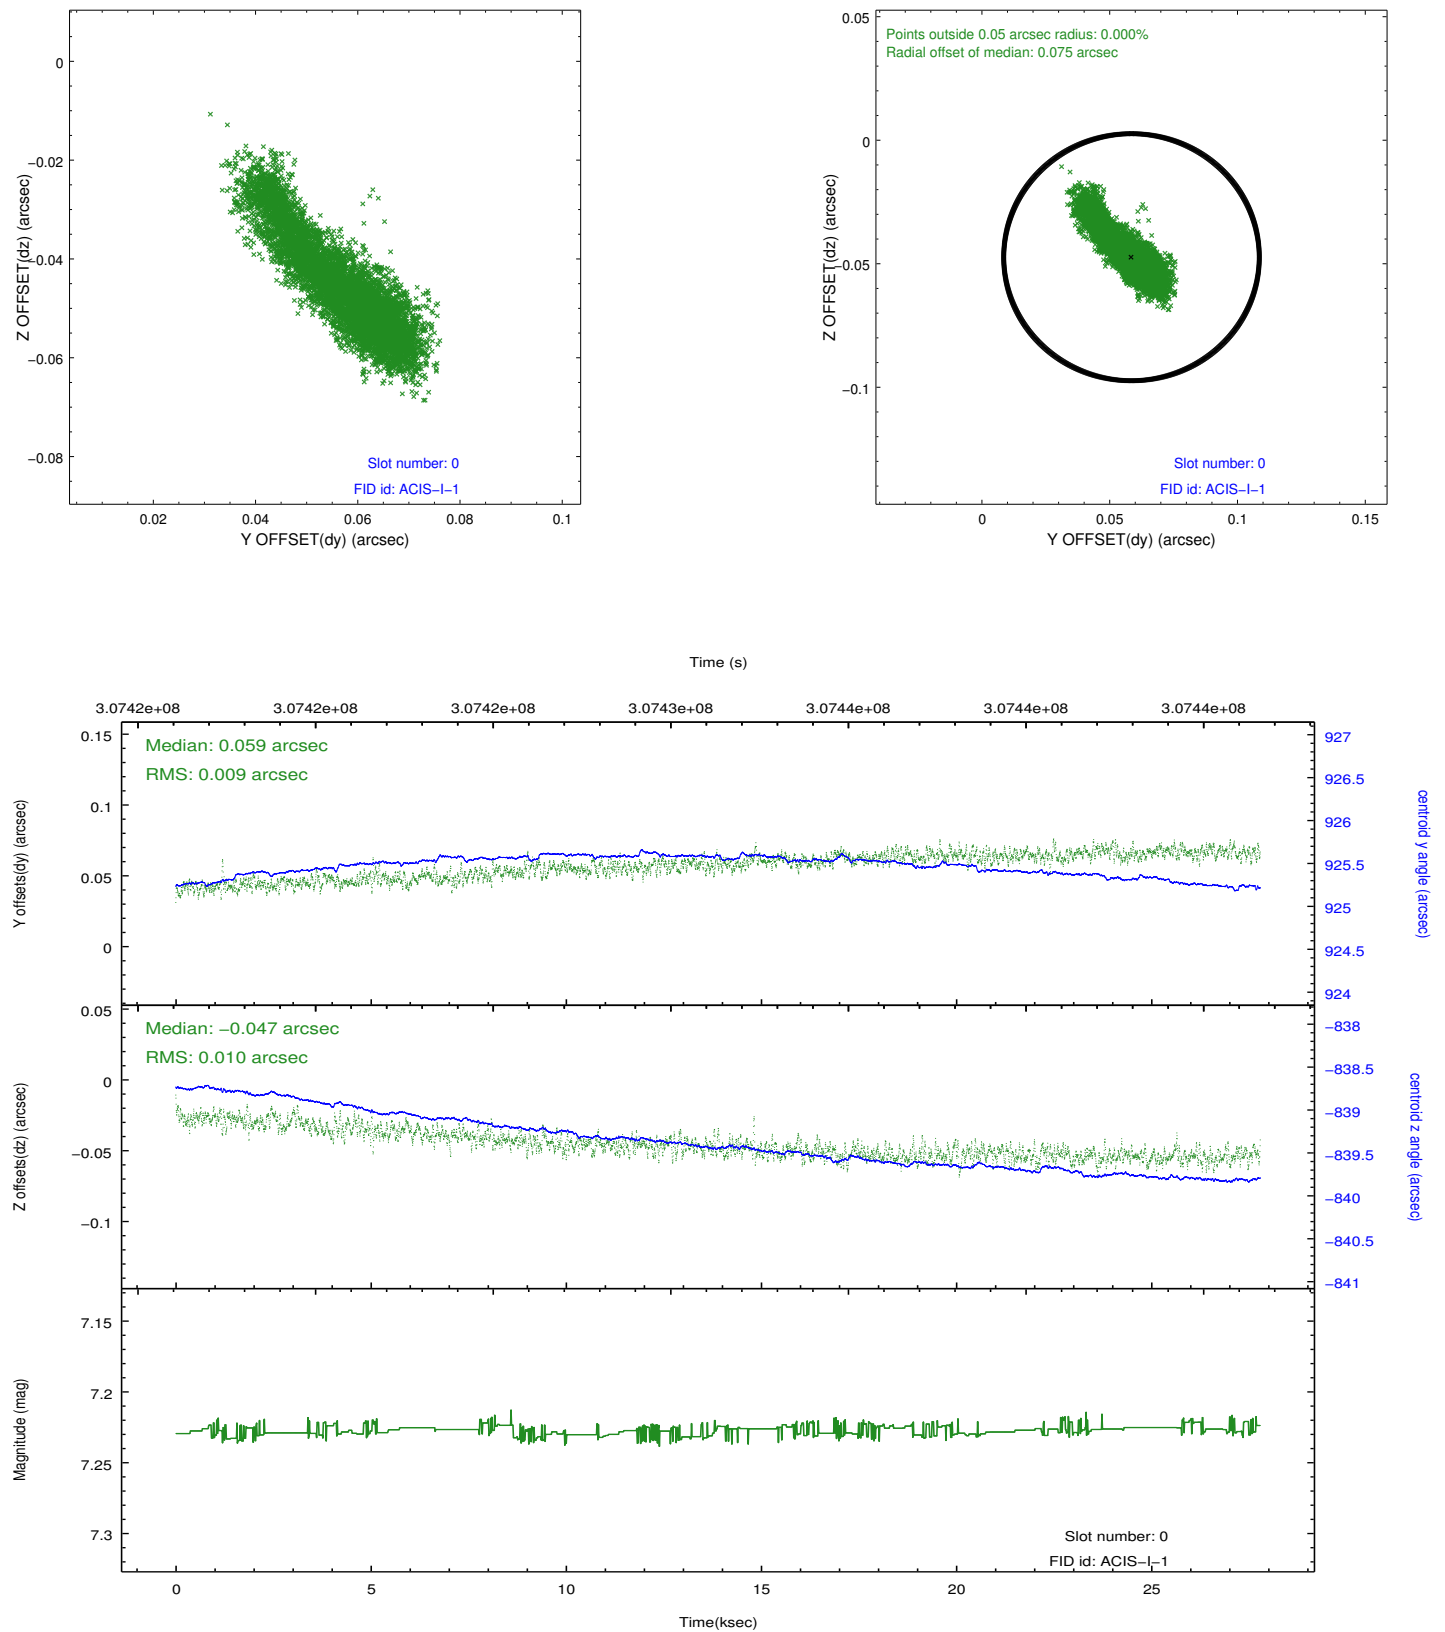 0
−0.02
−0.04
−0.06
−0.08
Z OFFSET(dz) (arcsec)
Slot number: 0
FID id: ACIS−I−1
0.02 0.04 0.06 0.08 0.1
Y OFFSET(dy) (arcsec)
Points outside 0.05 arcsec radius: 0.000%
Radial offset of median: 0.075 arcsec
0.05
0
−0.05
−0.1
Z OFFSET(dz) (arcsec)
Slot number: 0
FID id: ACIS−I−1
0 0.05 0.1 0.15
Y OFFSET(dy) (arcsec)
Time (s)
3.0742e+08 3.0742e+08 3.0742e+08 3.0743e+08 3.0744e+08 3.0744e+08 3.0744e+08
Median: 0.059 arcsec
RMS: 0.009 arcsec
0.15
0.1
0.05
0
Y offsets(dy) (arcsec)
927
926.5
926
925.5
925
924.5
924
centroid y angle (arcsec)
Median: −0.047 arcsec
RMS: 0.010 arcsec
0.05
0
−0.05
−0.1
Z offsets(dz) (arcsec)
−838
−838.5
−839
−839.5
−840
−840.5
−841
centroid z angle (arcsec)
7.15
7.2
7.25
7.3
Magnitude (mag)
Slot number: 0
FID id: ACIS−I−1
0 5 10 15 20 25
Time(ksec)